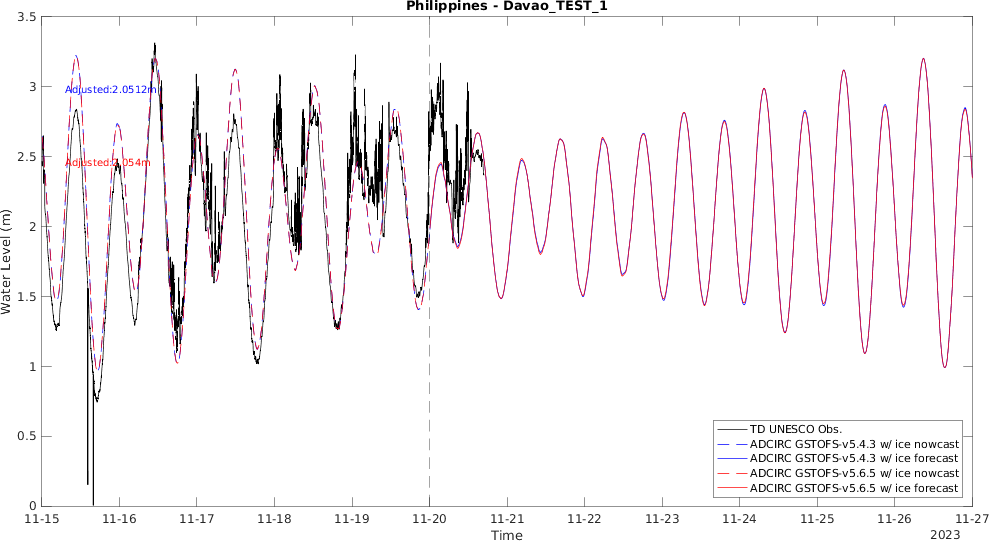 Philippines - Davao_TEST_1
3.5
3
2.5
2
1.5
1
0.5
0
Water Level (m)
Adjusted:2.0512m
Adjusted:2.054m
TD UNESCO Obs.
ADCIRC GSTOFS-v5.4.3 w/ ice nowcast
ADCIRC GSTOFS-v5.4.3 w/ ice forecast
ADCIRC GSTOFS-v5.6.5 w/ ice nowcast
ADCIRC GSTOFS-v5.6.5 w/ ice forecast
11-15 11-16 11-17 11-18 11-19 11-20 11-21 11-22 11-23 11-24 11-25 11-26 11-27
Time
2023